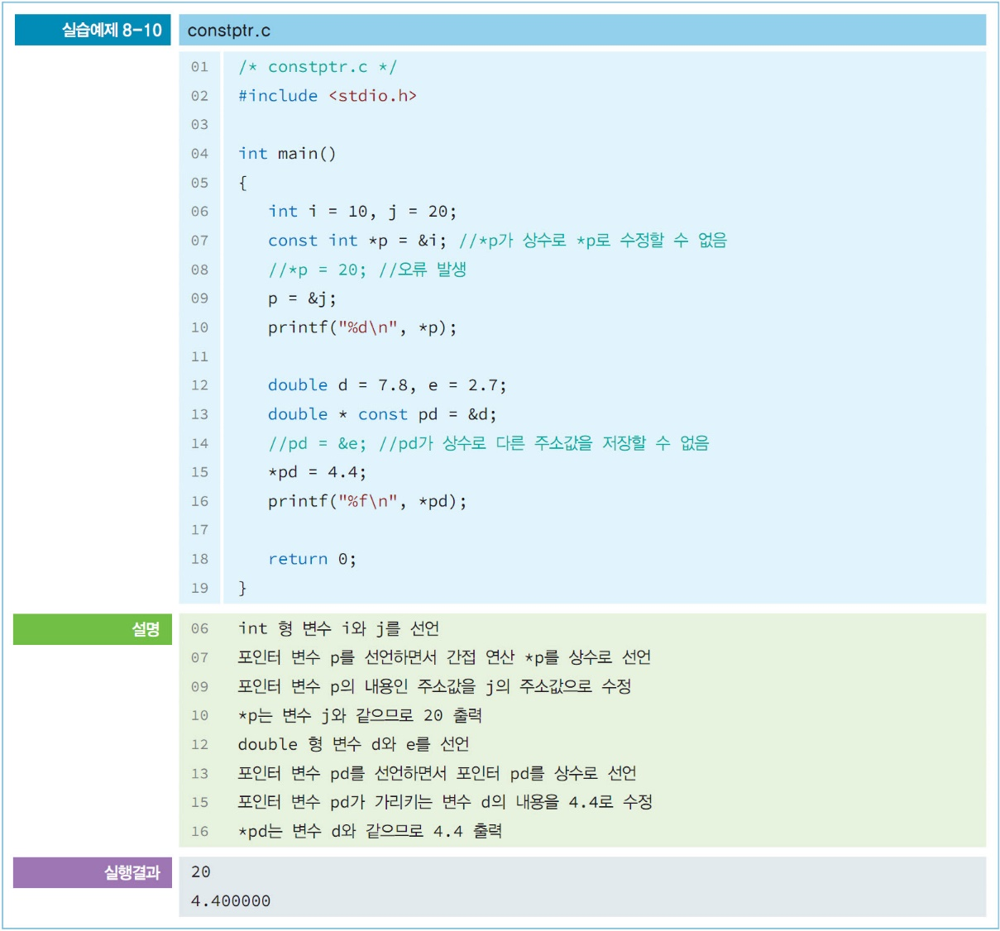 실습예제 8-10 constptr.c
01 /* constptr.c */
02 #include <stdio.h>
03
04 int main()
05 {
06 int i = 10, j = 20;
07 const int *p = &i; //*p가 상수로 *p로 수정할 수 없음
08 //*p = 20; //오류 발생
09 p = &j;
10 printf("%d\n", *p);
11
12 double d = 7.8, e = 2.7;
13 double * const pd = &d;
14 //pd = &e; //pd가 상수로 다른 주소값을 저장할 수 없음
15 *pd = 4.4;
16 printf("%f\n", *pd);
17
18 return 0;
19 }
설명
06 int 형 변수 i와 j를 선언
07 포인터 변수 p를 선언하면서 간접 연산 *p를 상수로 선언
09 포인터 변수 p의 내용인 주소값을 j의 주소값으로 수정
10 *p는 변수 j와 같으므로 20 출력
12 double 형 변수 d와 e를 선언
13 포인터 변수 pd를 선언하면서 포인터 pd를 상수로 선언
15 포인터 변수 pd가 가리키는 변수 d의 내용을 4.4로 수정
16 *pd는 변수 d와 같으므로 4.4 출력
실행결과
20
4.400000